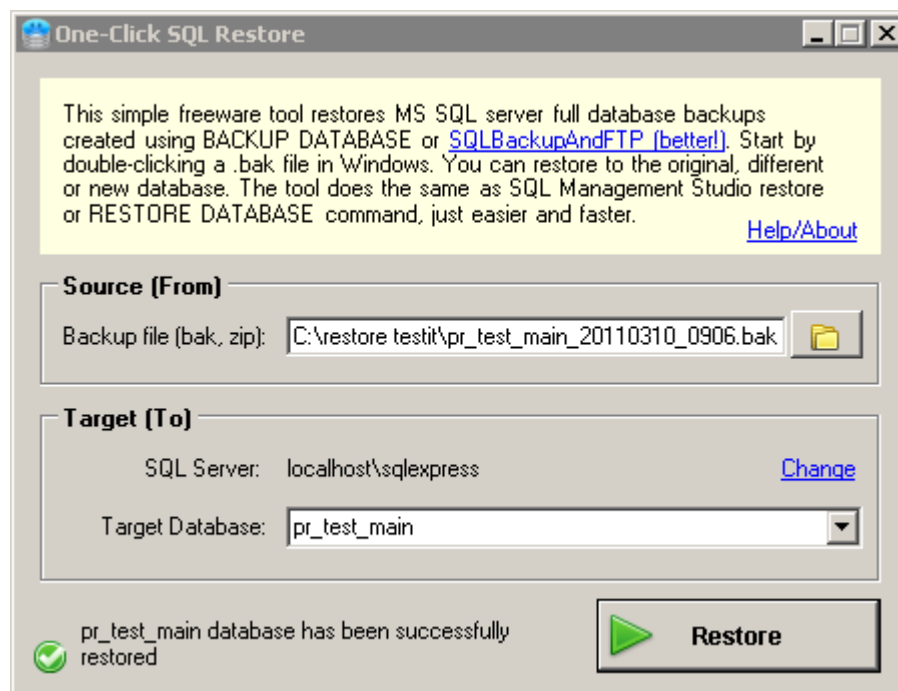 One-Click SQL Restore
This simple freeware tool restores MS SQL server full database backups
created using BACKUP DATABASE or SQLBackupAndFTP (better!). Start by
double-clicking a .bak file in Windows. You can restore to the original, different
or new database. The tool does the same as SQL Management Studio restore
or RESTORE DATABASE command, just easier and faster.
Help/About
Source (From)
Backup file (bak, zip): C:\restore testit\pr_test_main_20110310_0906.bak
Target (To)
SQL Server: localhost\sqlexpress Change
Target Database: pr_test_main
pr_test_main database has been successfully
restored
Restore